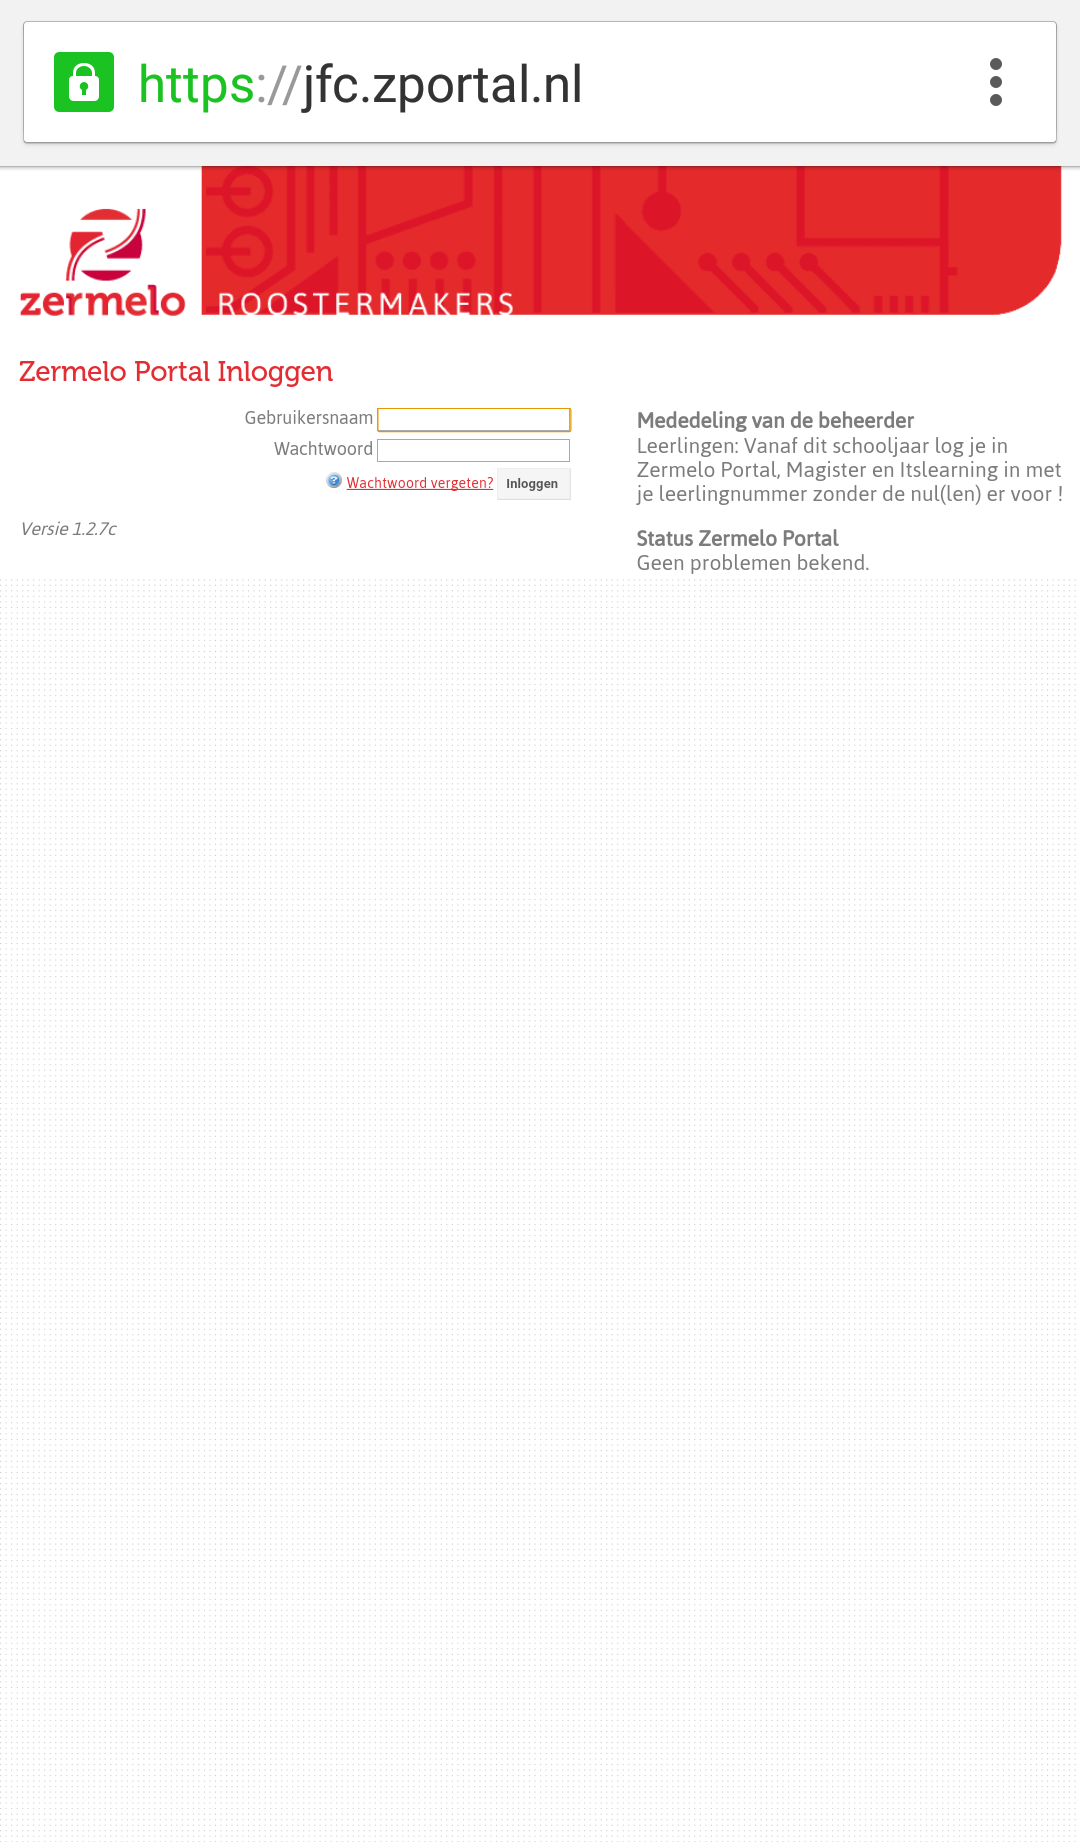 https://jfc.zportal.nl
zermelo
ROOSTERMAKERS
Zermelo Portal Inloggen
Gebruikersnaam
Wachtwoord
Wachtwoord vergeten? Inloggen
Versie 1.2.7c
Mededeling van de beheerder
Leerlingen: Vanaf dit schooljaar log je in
Zermelo Portal, Magister en Itslearning in met
je leerlingnummer zonder de nul(len) er voor !
Status Zermelo Portal
Geen problemen bekend.